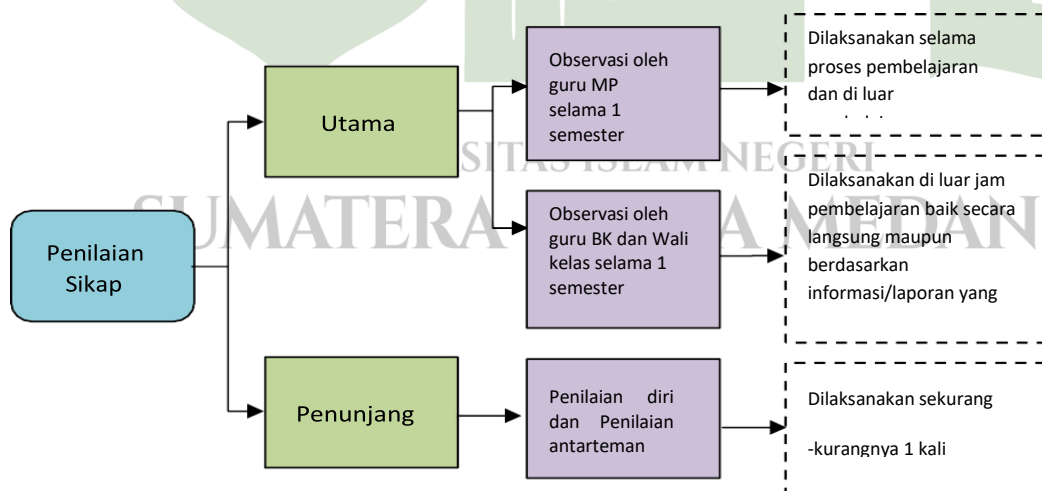 Penilaian
Sikap
Utama
Penunjang
Observasi oleh
guru MP
selama 1
semester
Observasi oleh
guru BK dan Wali
kelas selama 1
semester
Penilaian diri
dan Penilaian
antarteman
Dilaksanakan selama
proses pembelajaran
dan di luar
Dilaksanakan di luar jam
pembelajaran baik secara
langsung maupun
berdasarkan
informasi/laporan yang
Dilaksanakan sekurang
-kurangnya 1 kali
SITAS ISLAM NEGERI
SUMATERA A MEDAN